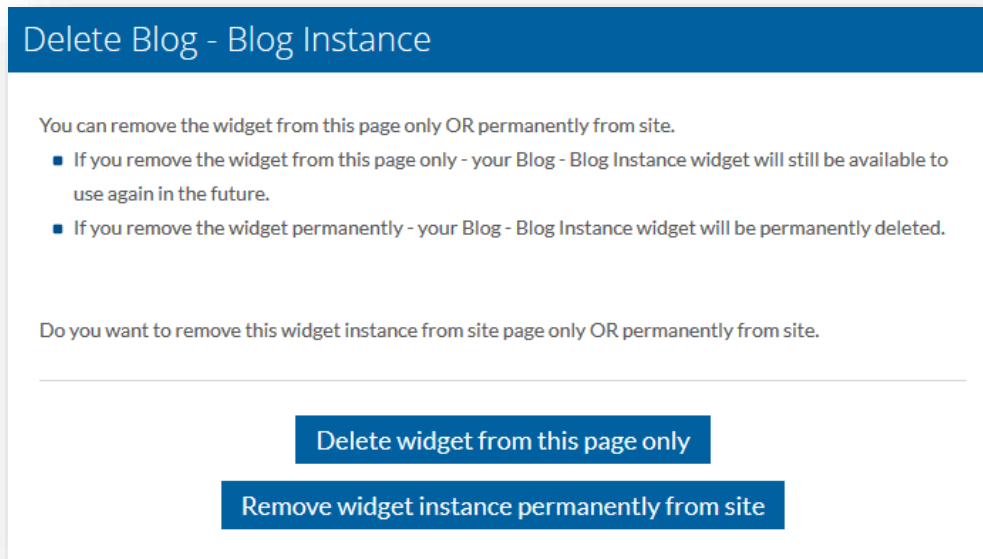 Delete Blog - Blog Instance
You can remove the widget from this page only OR permanently from site.
If you remove the widget from this page only - your Blog - Blog Instance widget will still be available to
use again in the future.
If you remove the widget permanently - your Blog - Blog Instance widget will be permanently deleted.
Do you want to remove this widget instance from site page only OR permanently from site.
Delete widget from this page only
Remove widget instance permanently from site